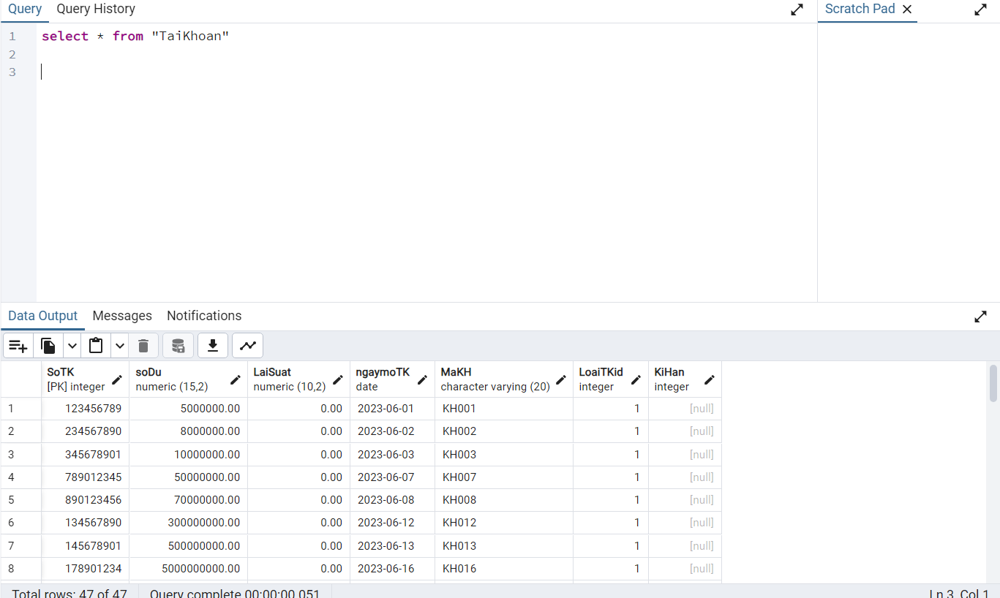 Query Query History
Scratch Pad
1 select * from "TaiKhoan"
2
3
Data Output Messages Notifications
SoTK soDu LaiSuat ngaymoTK MaKH LoaiTKid KiHan
[PK] integer numeric (15,2) numeric (10,2) date character varying (20) integer integer
1 123456789 5000000.00 0.00 2023-06-01 KH001 1 [null]
2 234567890 8000000.00 0.00 2023-06-02 KH002 1 [null]
3 345678901 10000000.00 0.00 2023-06-03 KH003 1 [null]
4 789012345 50000000.00 0.00 2023-06-07 KH007 1 [null]
5 890123456 70000000.00 0.00 2023-06-08 KH008 1 [null]
6 134567890 300000000.00 0.00 2023-06-12 KH012 1 [null]
7 145678901 500000000.00 0.00 2023-06-13 KH013 1 [null]
8 178901234 5000000000.00 0.00 2023-06-16 KH016 1 [null]
Total rows: 47 of 47 Query complete 00:00:00.051 Ln 3, Col 1